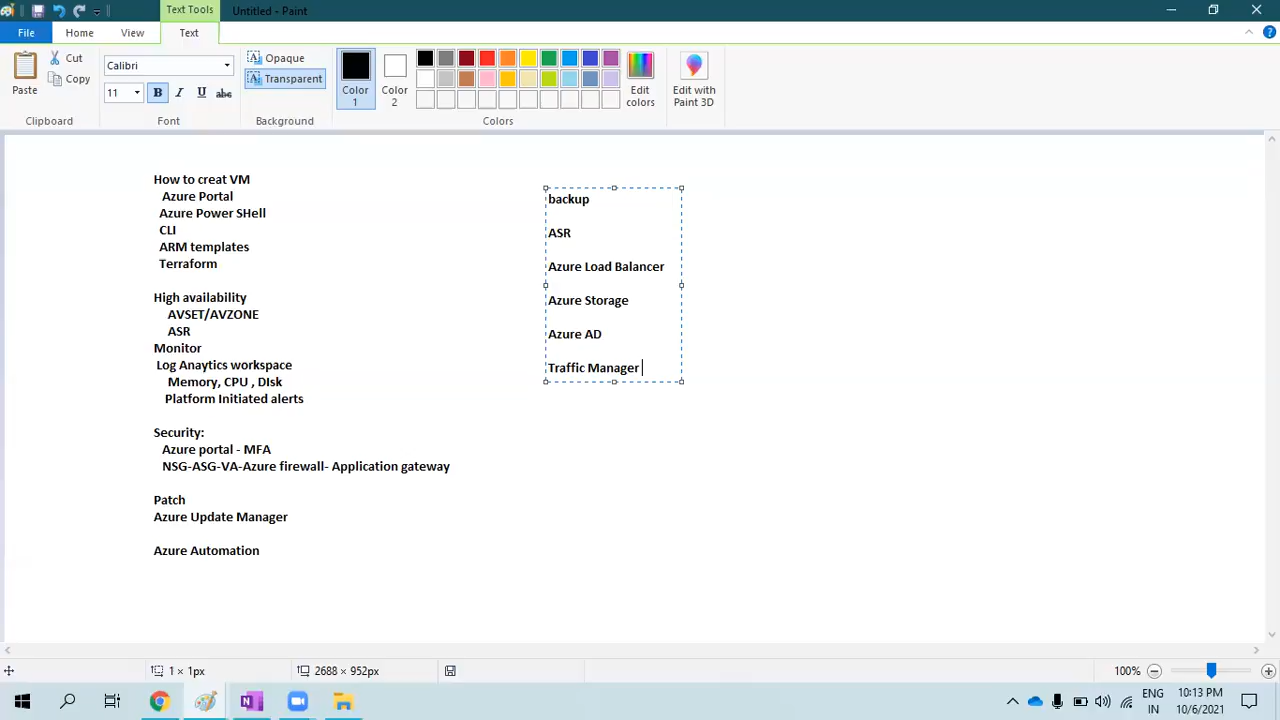 Text Tools
Untitled - Paint
File
Home
View
Text
Paste
Cut
Copy
Clipboard
Calibri
11
B
I
U
abc
Font
Opaque
Transparent
Background
Color 1
Color 2
Edit colors
Colors
Edit with Paint 3D
How to creat VM
Azure Portal
Azure Power SHell
CLI
ARM templates
Terraform
High availability
AVSET/AVZONE
ASR
Monitor
Log Anaytics workspace
Memory, CPU , DIsk
Platform Initiated alerts
Security:
Azure portal - MFA
NSG-ASG-VA-Azure firewall- Application gateway
Patch
Azure Update Manager
Azure Automation
backup
ASR
Azure Load Balancer
Azure Storage
Azure AD
Traffic Manager
1 × 1px
2688 × 952px
100%
ENG
IN
10:13 PM
10/6/2021